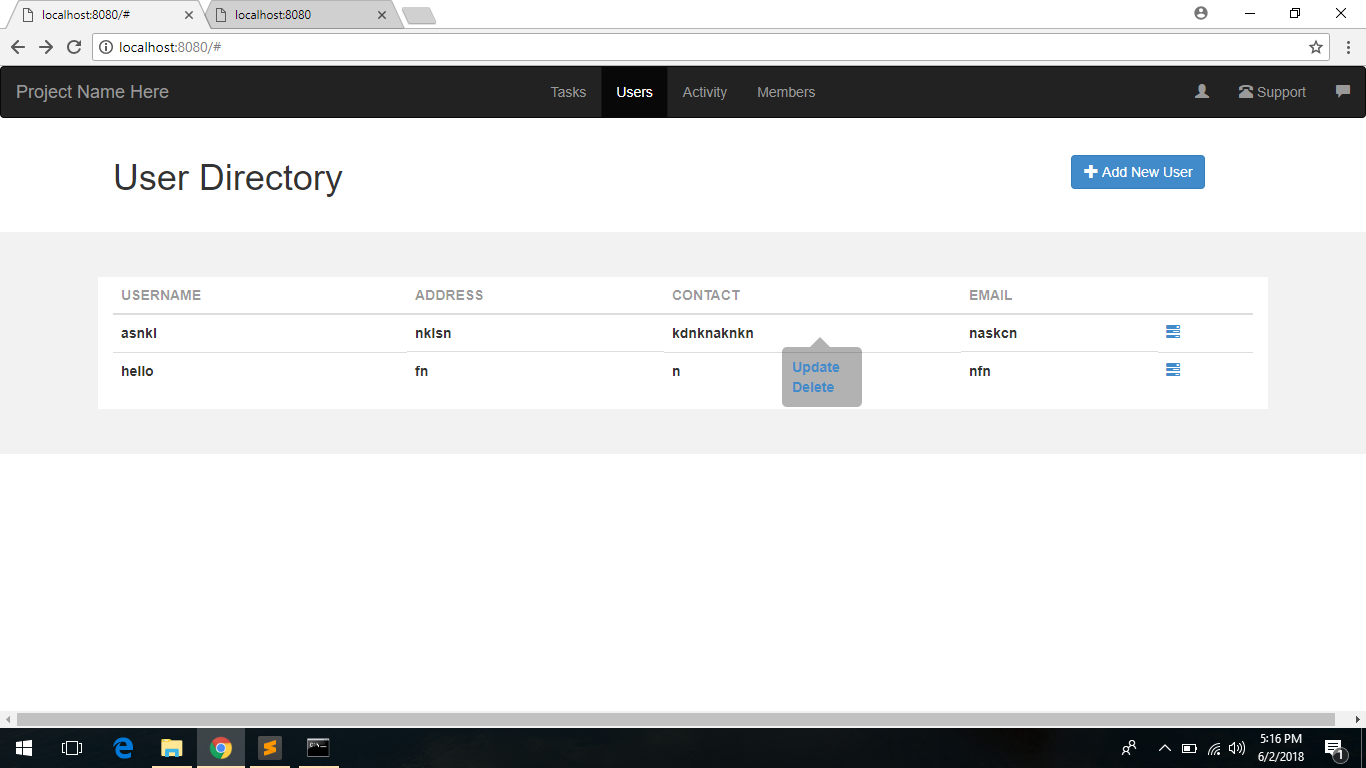 localhost:8080/#
localhost:8080
localhost:8080/#
Project Name Here Tasks Users Activity Members Support
User Directory
Add New User
USERNAME ADDRESS CONTACT EMAIL
asnkl nklsn kdnknaknkn naskcn
hello fn n nfn
Update
Delete
5:16 PM
6/2/2018
1